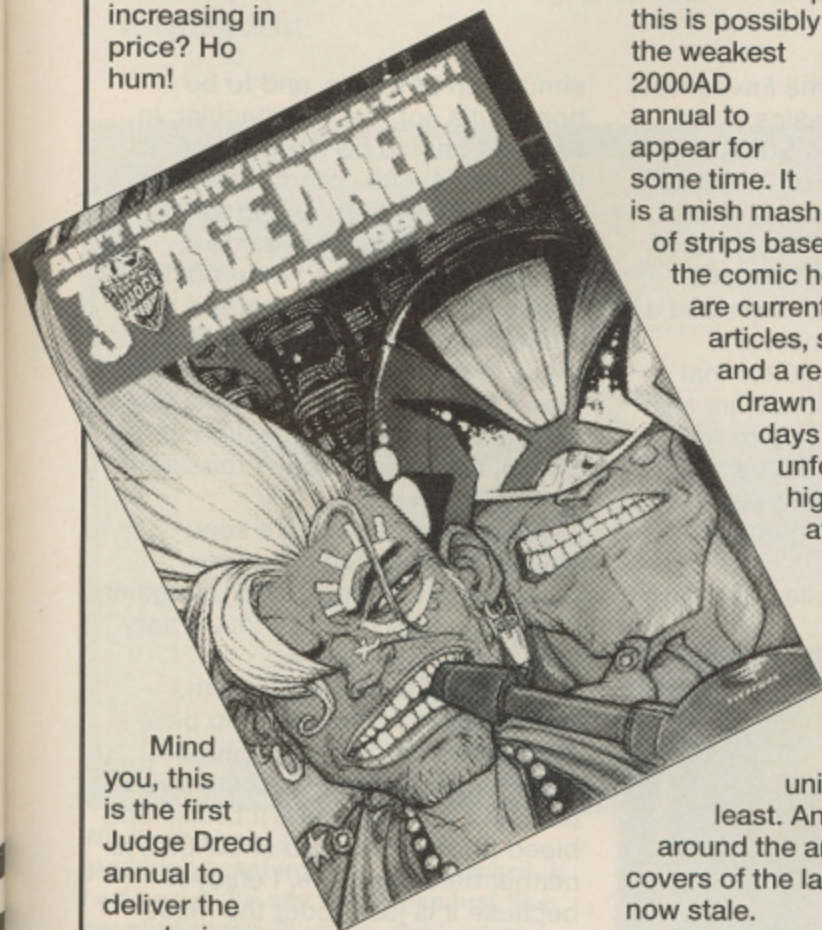 increasing in
price? Ho
hum!
AIN'T NO PITY IN MEGA-CITY!
JUDGE DREDD
JUDGE
ANNUAL 1991
Mind
you, this
is the first
Judge Dredd
annual to
deliver the
this is possibly
the weakest
2000AD
annual to
appear for
some time. It
is a mish mash
of strips base
the comic h
are current
articles, s
and a re
drawn
days
unfo
hig
a
uni
least. An
around the a
covers of the la
now stale.